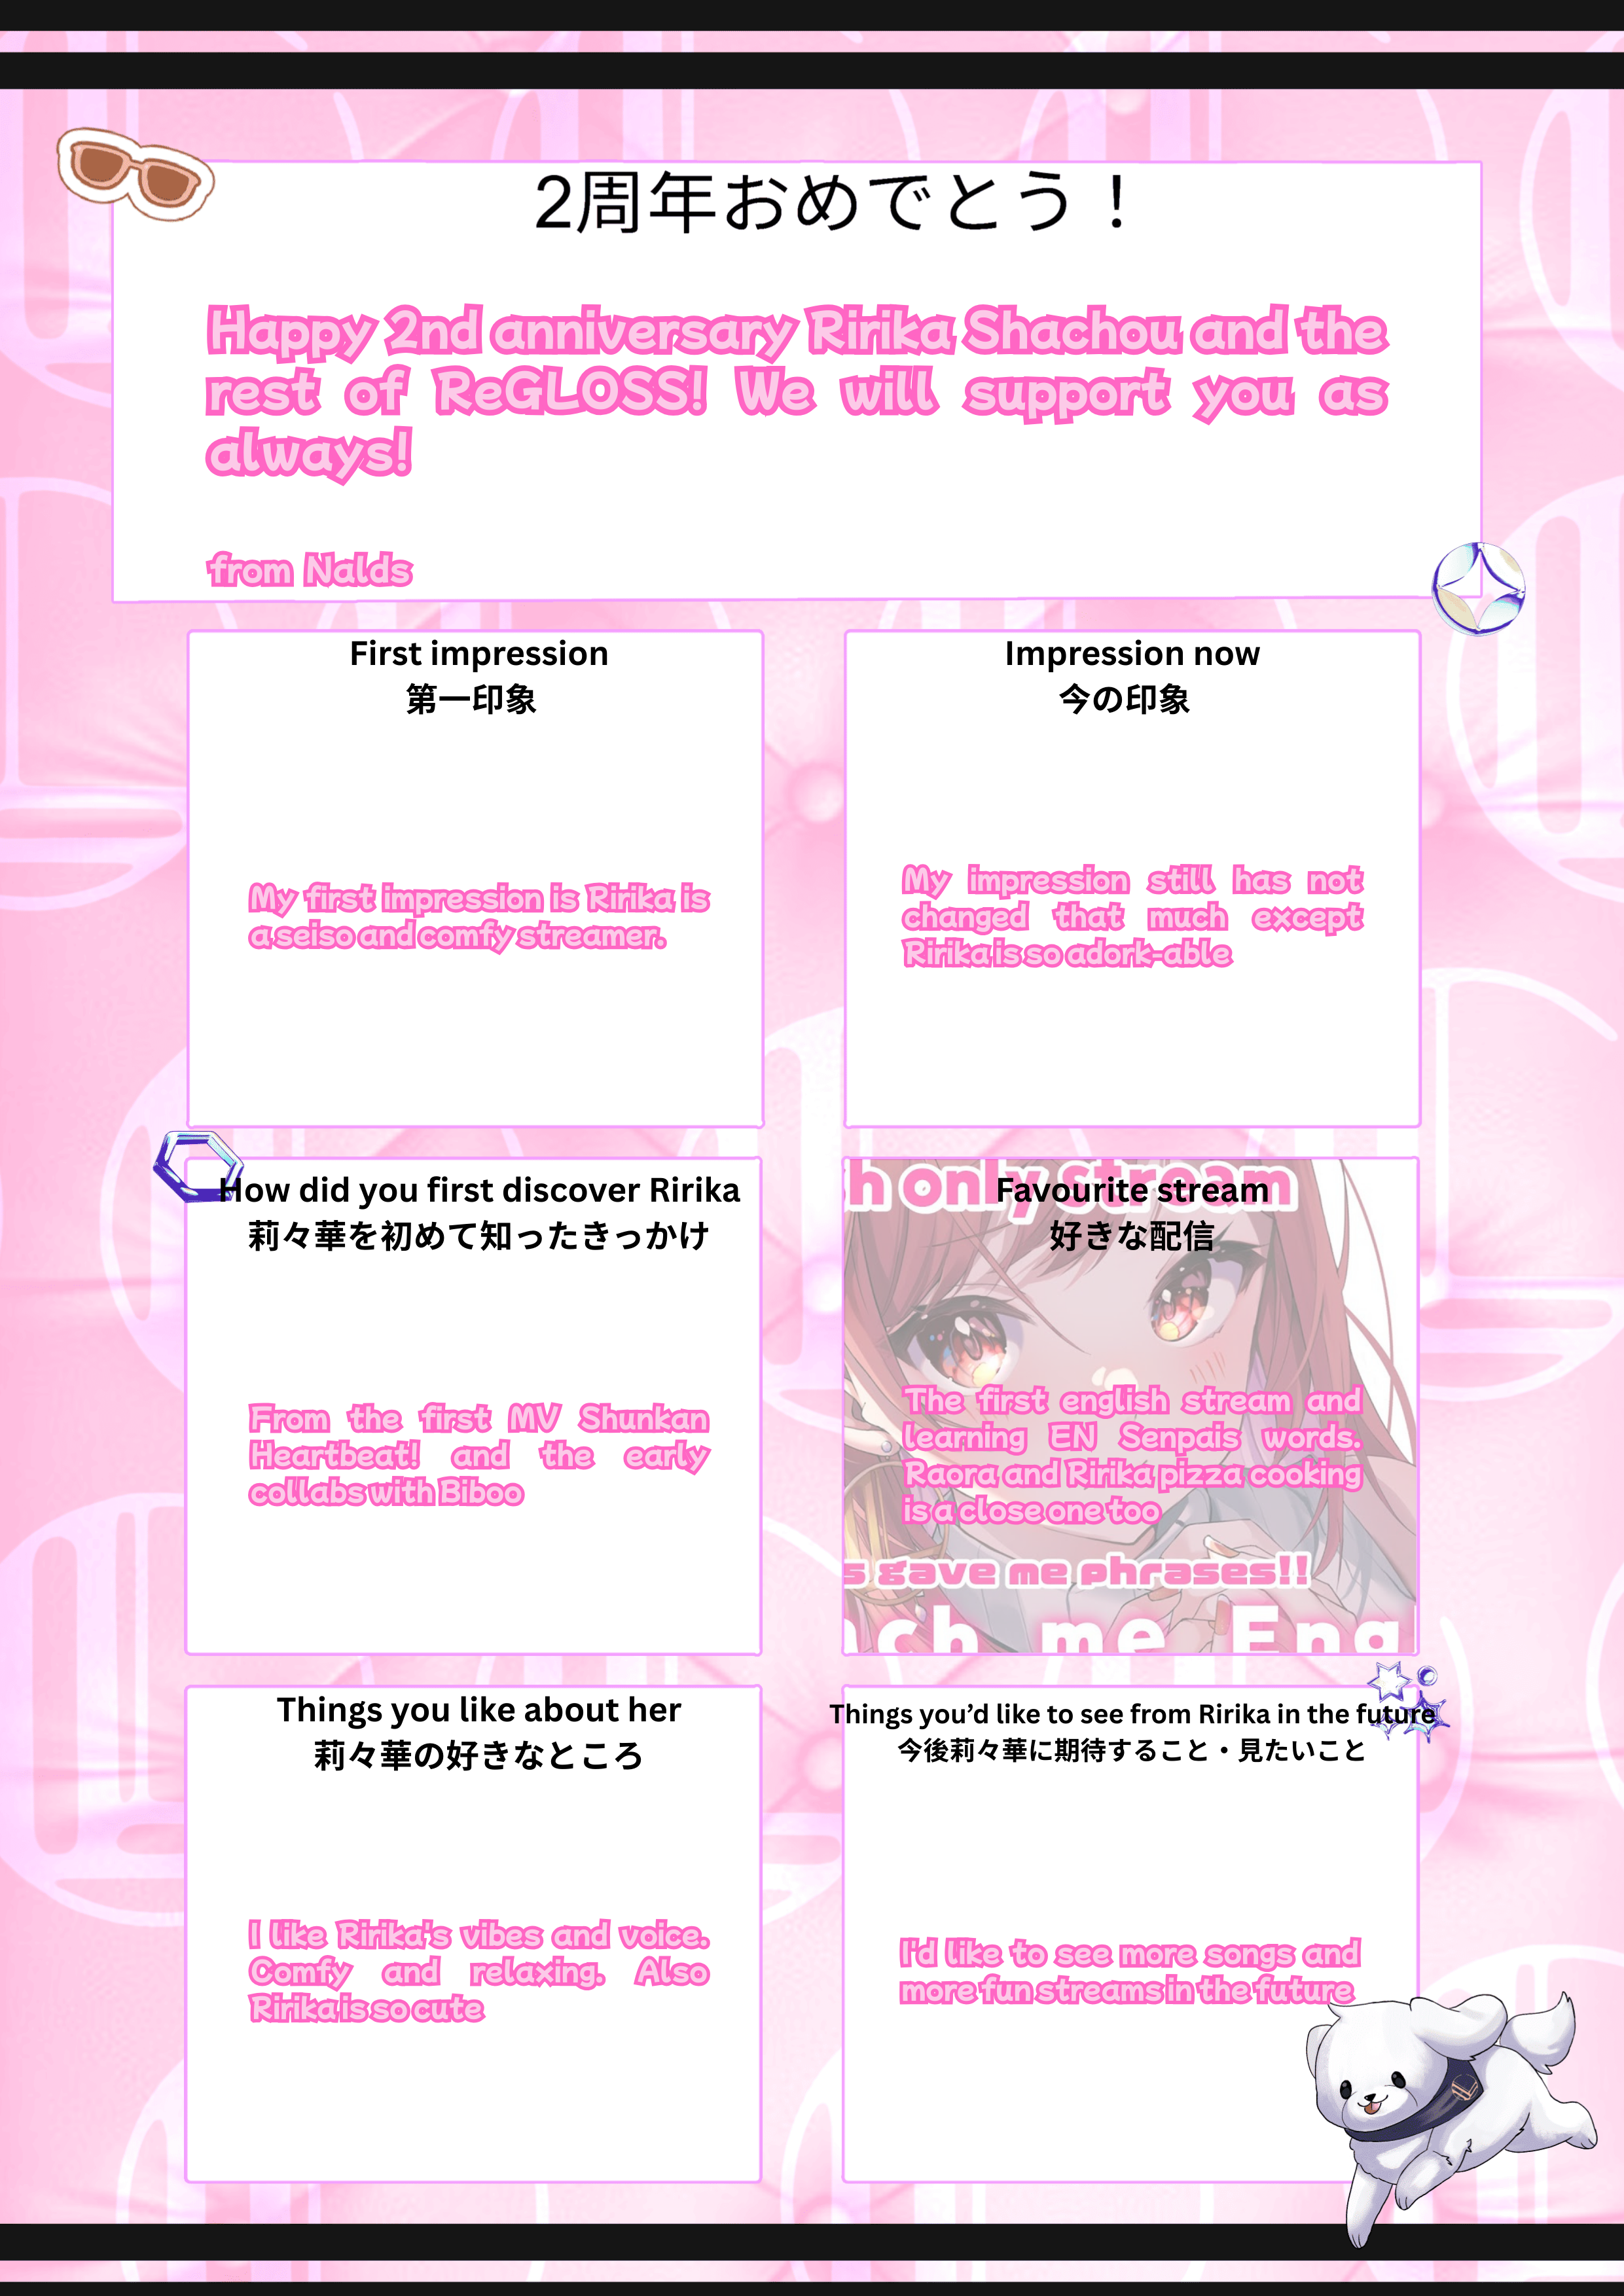 2周年おめでとう！
Happy 2nd anniversary Ririka Shachou and the
rest of ReGLOSS! We will support you as
always!
from Nalds
First impression
第一印象
My first impression is Ririka is
a seiso and comfy streamer.
Impression now
今の印象
My impression still has not
changed that much except
Ririka is so adork-able
How did you first discover Ririka
莉々華を初めて知ったきっかけ
From the first MV Shunkan
Heartbeat! and the early
collabs with Biboo
h only stream
Favourite stream
好きな配信
The first english stream and
learning EN Senpais words.
Raora and Ririka pizza cooking
is a close one too
s gave me phrases!!
ach me Eng
Things you like about her
莉々華の好きなところ
I like Ririka's vibes and voice.
Comfy and relaxing. Also
Ririka is so cute
Things you’d like to see from Ririka in the future
今後莉々華に期待すること・見たいこと
I'd like to see more songs and
more fun streams in the future